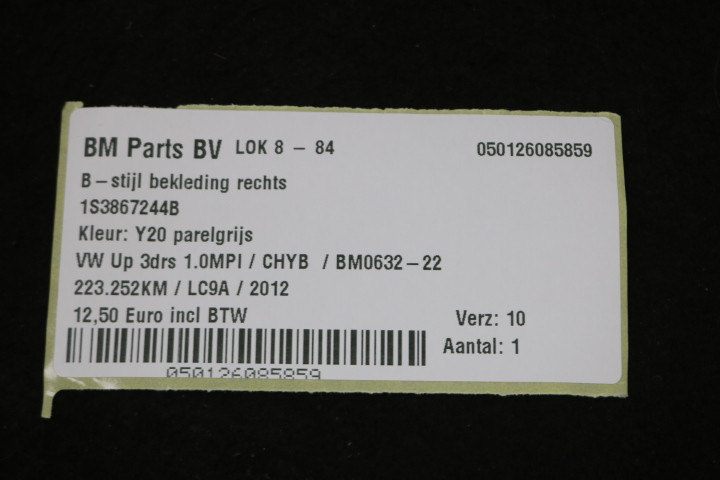 BM Parts BV LOK 8 – 84 050126085859
B–stijl bekleding rechts
1S3867244B
Kleur: Y20 parelgrijs
VW Up 3drs 1.0MPI / CHYB / BM0632–22
223.252KM / LC9A / 2012
12,50 Euro incl BTW Verz: 10
Aantal: 1
050126085859